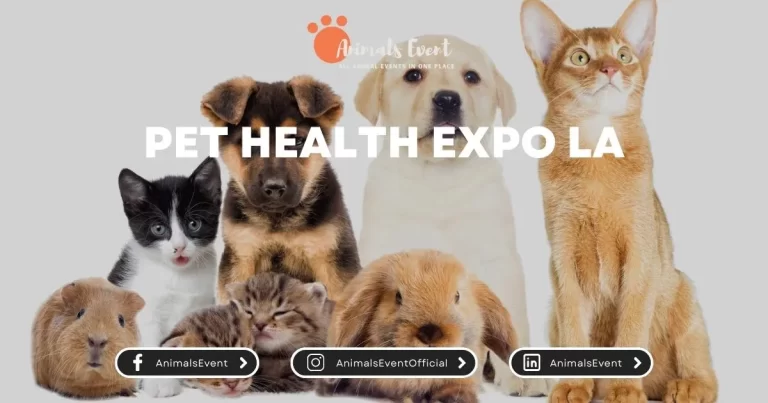 Animals Event
ALL ANIMAL EVENTS IN ONE PLACE
PET HEALTH EXPO LA
AnimalsEvent
AnimalsEventOfficial
AnimalsEvent